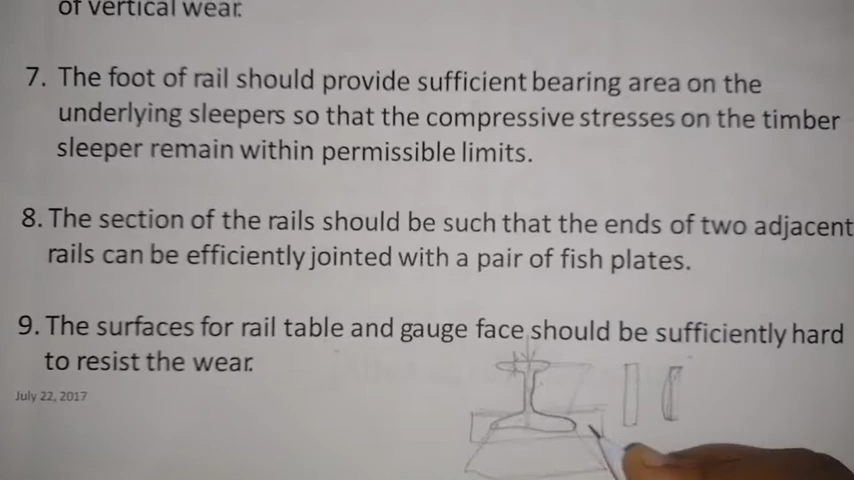 of vertical wear.
7. The foot of rail should provide sufficient bearing area on the
underlying sleepers so that the compressive stresses on the timber
sleeper remain within permissible limits.
8. The section of the rails should be such that the ends of two adjacent
rails can be efficiently jointed with a pair of fish plates.
9. The surfaces for rail table and gauge face should be sufficiently hard
to resist the wear.
July 22, 2017